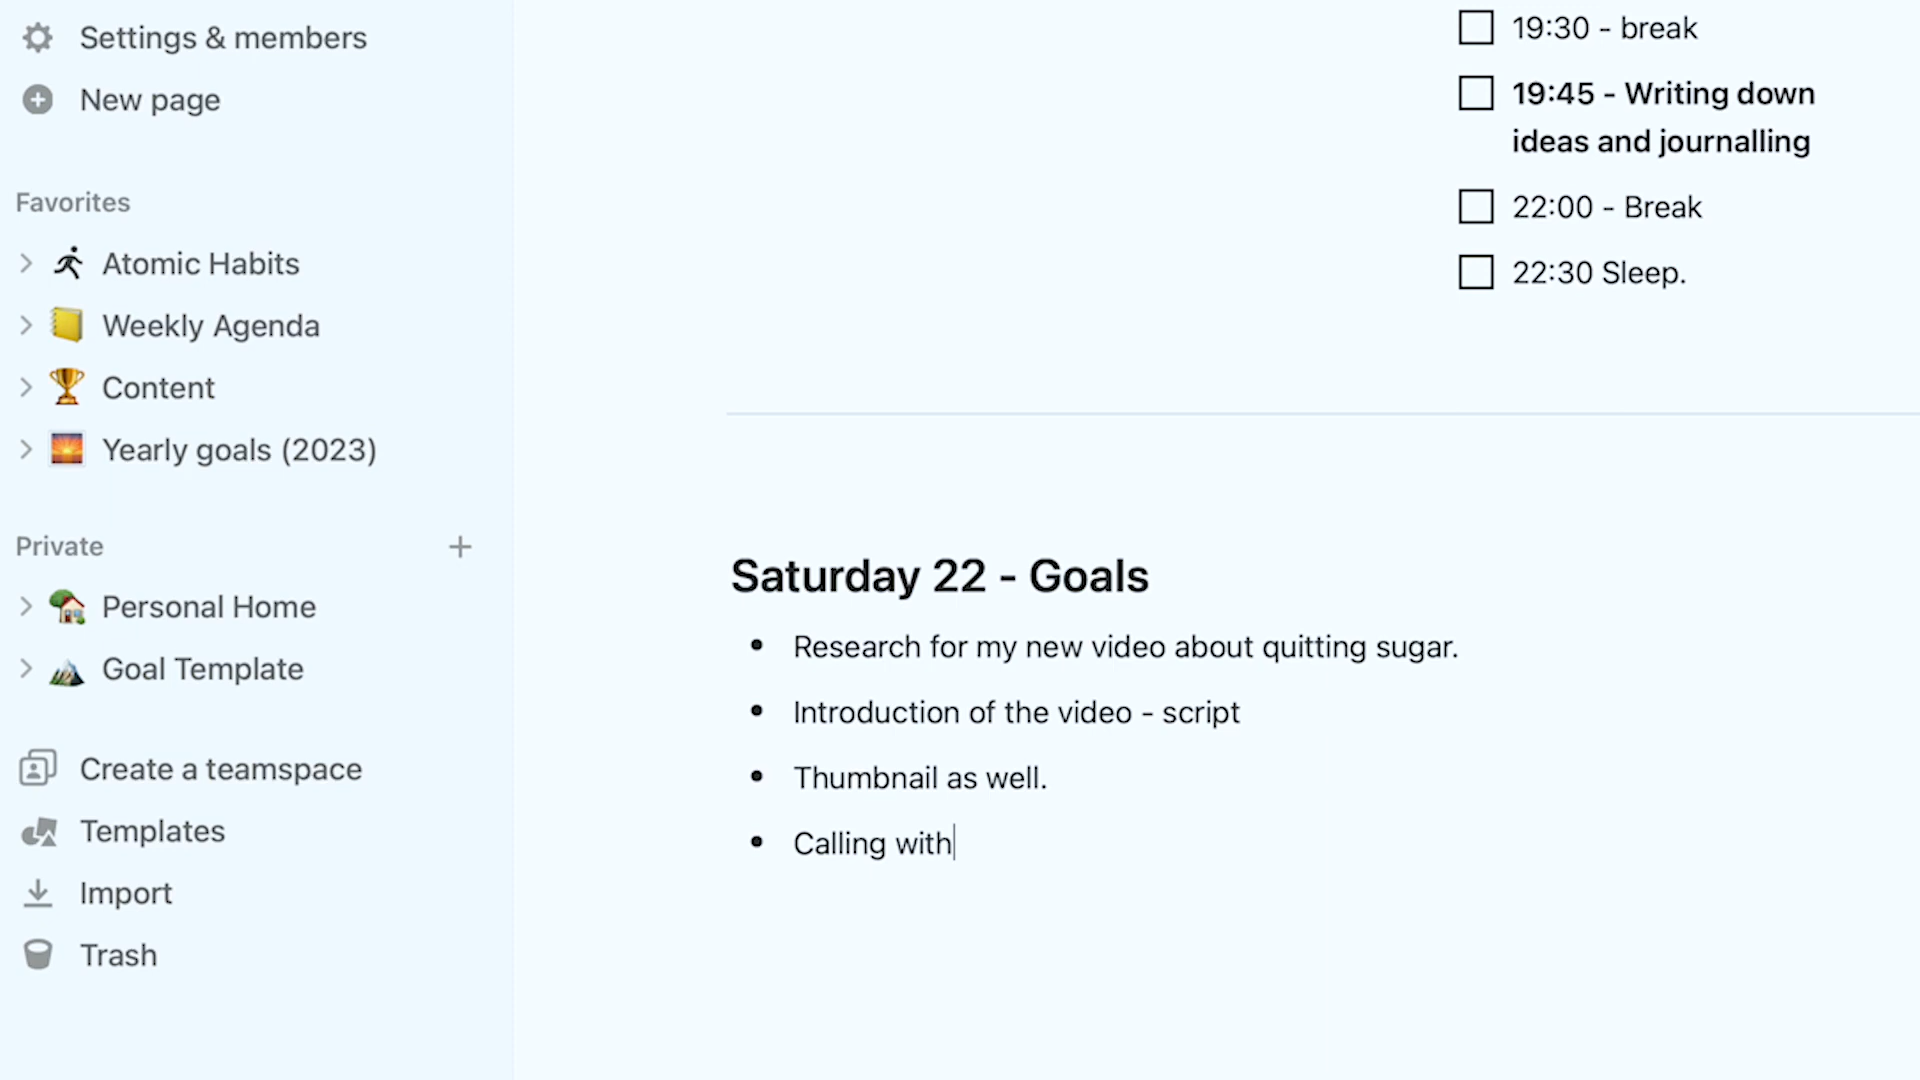 Settings & members
New page
Favorites
Atomic Habits
Weekly Agenda
Content
Yearly goals (2023)
Private
Personal Home
Goal Template
Create a teamspace
Templates
Import
Trash
19:30 - break
19:45 - Writing down
ideas and journalling
22:00 - Break
22:30 Sleep.
Saturday 22 - Goals
Research for my new video about quitting sugar.
Introduction of the video - script
Thumbnail as well.
Calling with